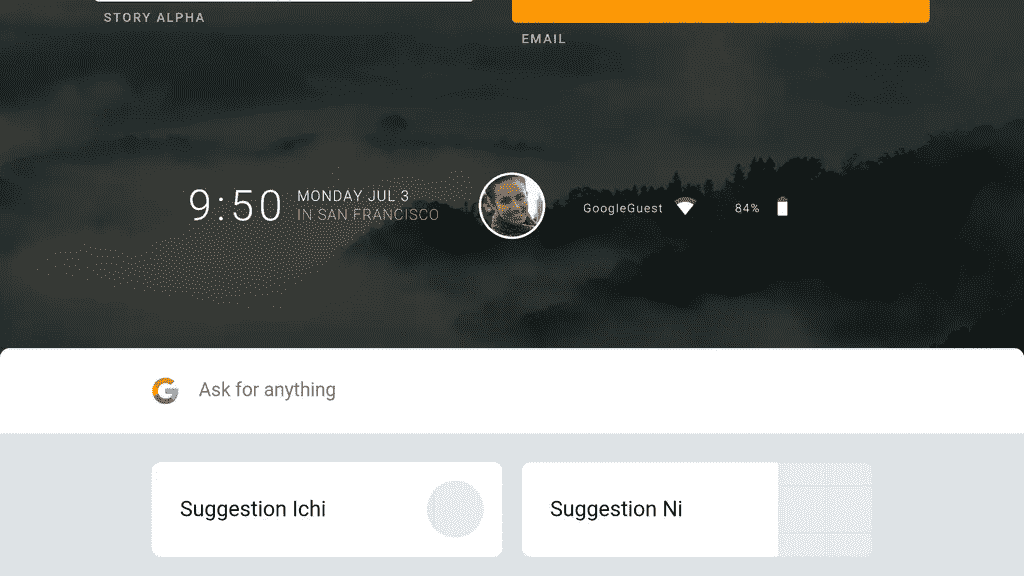 STORY ALPHA
EMAIL
9:50
MONDAY JUL 3
IN SAN FRANCISCO
GoogleGuest
84%
Ask for anything
Suggestion Ichi
Suggestion Ni